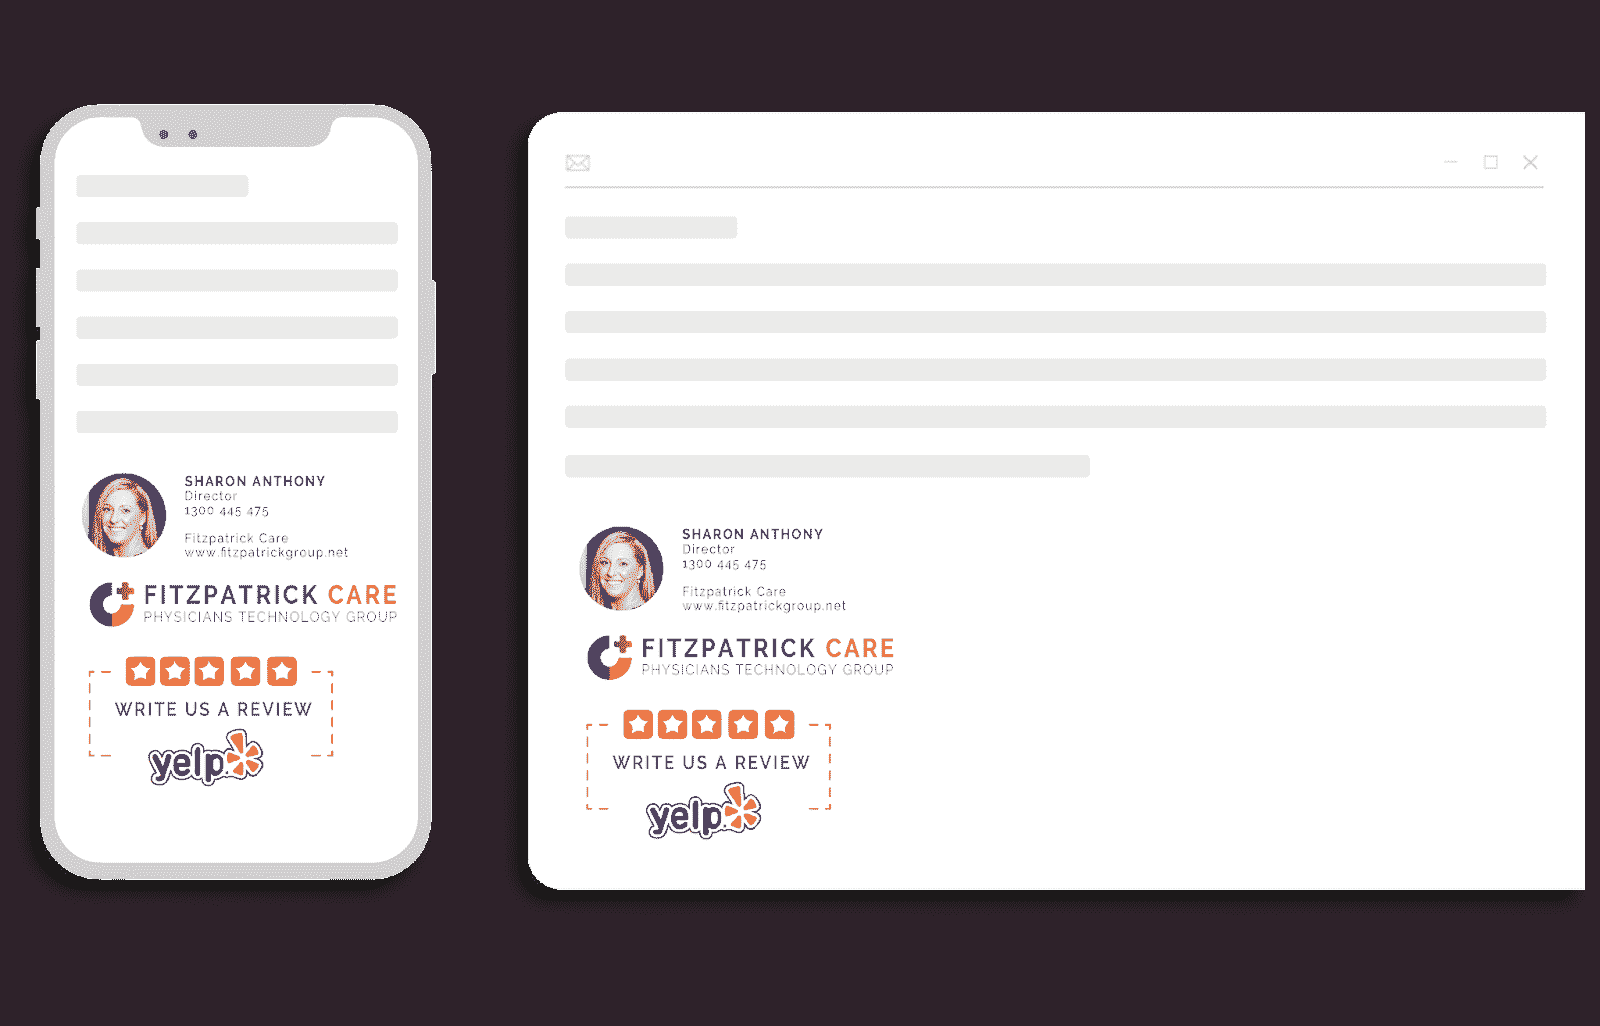 SHARON ANTHONY
Director
1300 445 475
Fitzpatrick Care
www.fitzpatrickgroup.net
FITZPATRICK CARE
PHYSICIANS TECHNOLOGY GROUP
WRITE US A REVIEW
yelp
SHARON ANTHONY
Director
1300 445 475
Fitzpatrick Care
www.fitzpatrickgroup.net
FITZPATRICK CARE
PHYSICIANS TECHNOLOGY GROUP
WRITE US A REVIEW
yelp